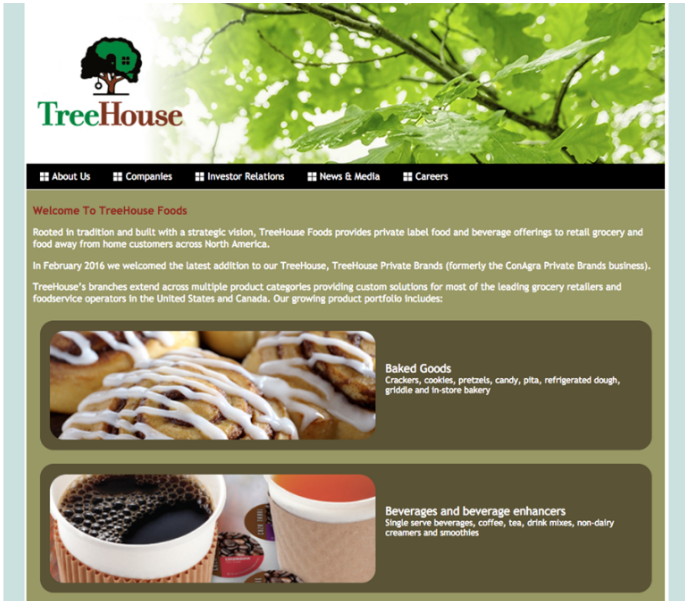 TreeHouse
About Us Companies Investor Relations News & Media Careers
Welcome To TreeHouse Foods
Rooted in tradition and built with a strategic vision, TreeHouse Foods provides private label food and beverage offerings to retail grocery and
food away from home customers across North America.
In February 2016 we welcomed the latest addition to our TreeHouse, TreeHouse Private Brands (formerly the ConAgra Private Brands business).
TreeHouse's branches extend across multiple product categories providing custom solutions for most of the leading grocery retailers and
foodservice operators in the United States and Canada. Our growing product portfolio includes:
Baked Goods
Crackers, cookies, pretzels, candy, pita, refrigerated dough,
griddle and in-store bakery
Beverages and beverage enhancers
Single serve beverages, coffee, tea, drink mixes, non-dairy
creamers and smoothies